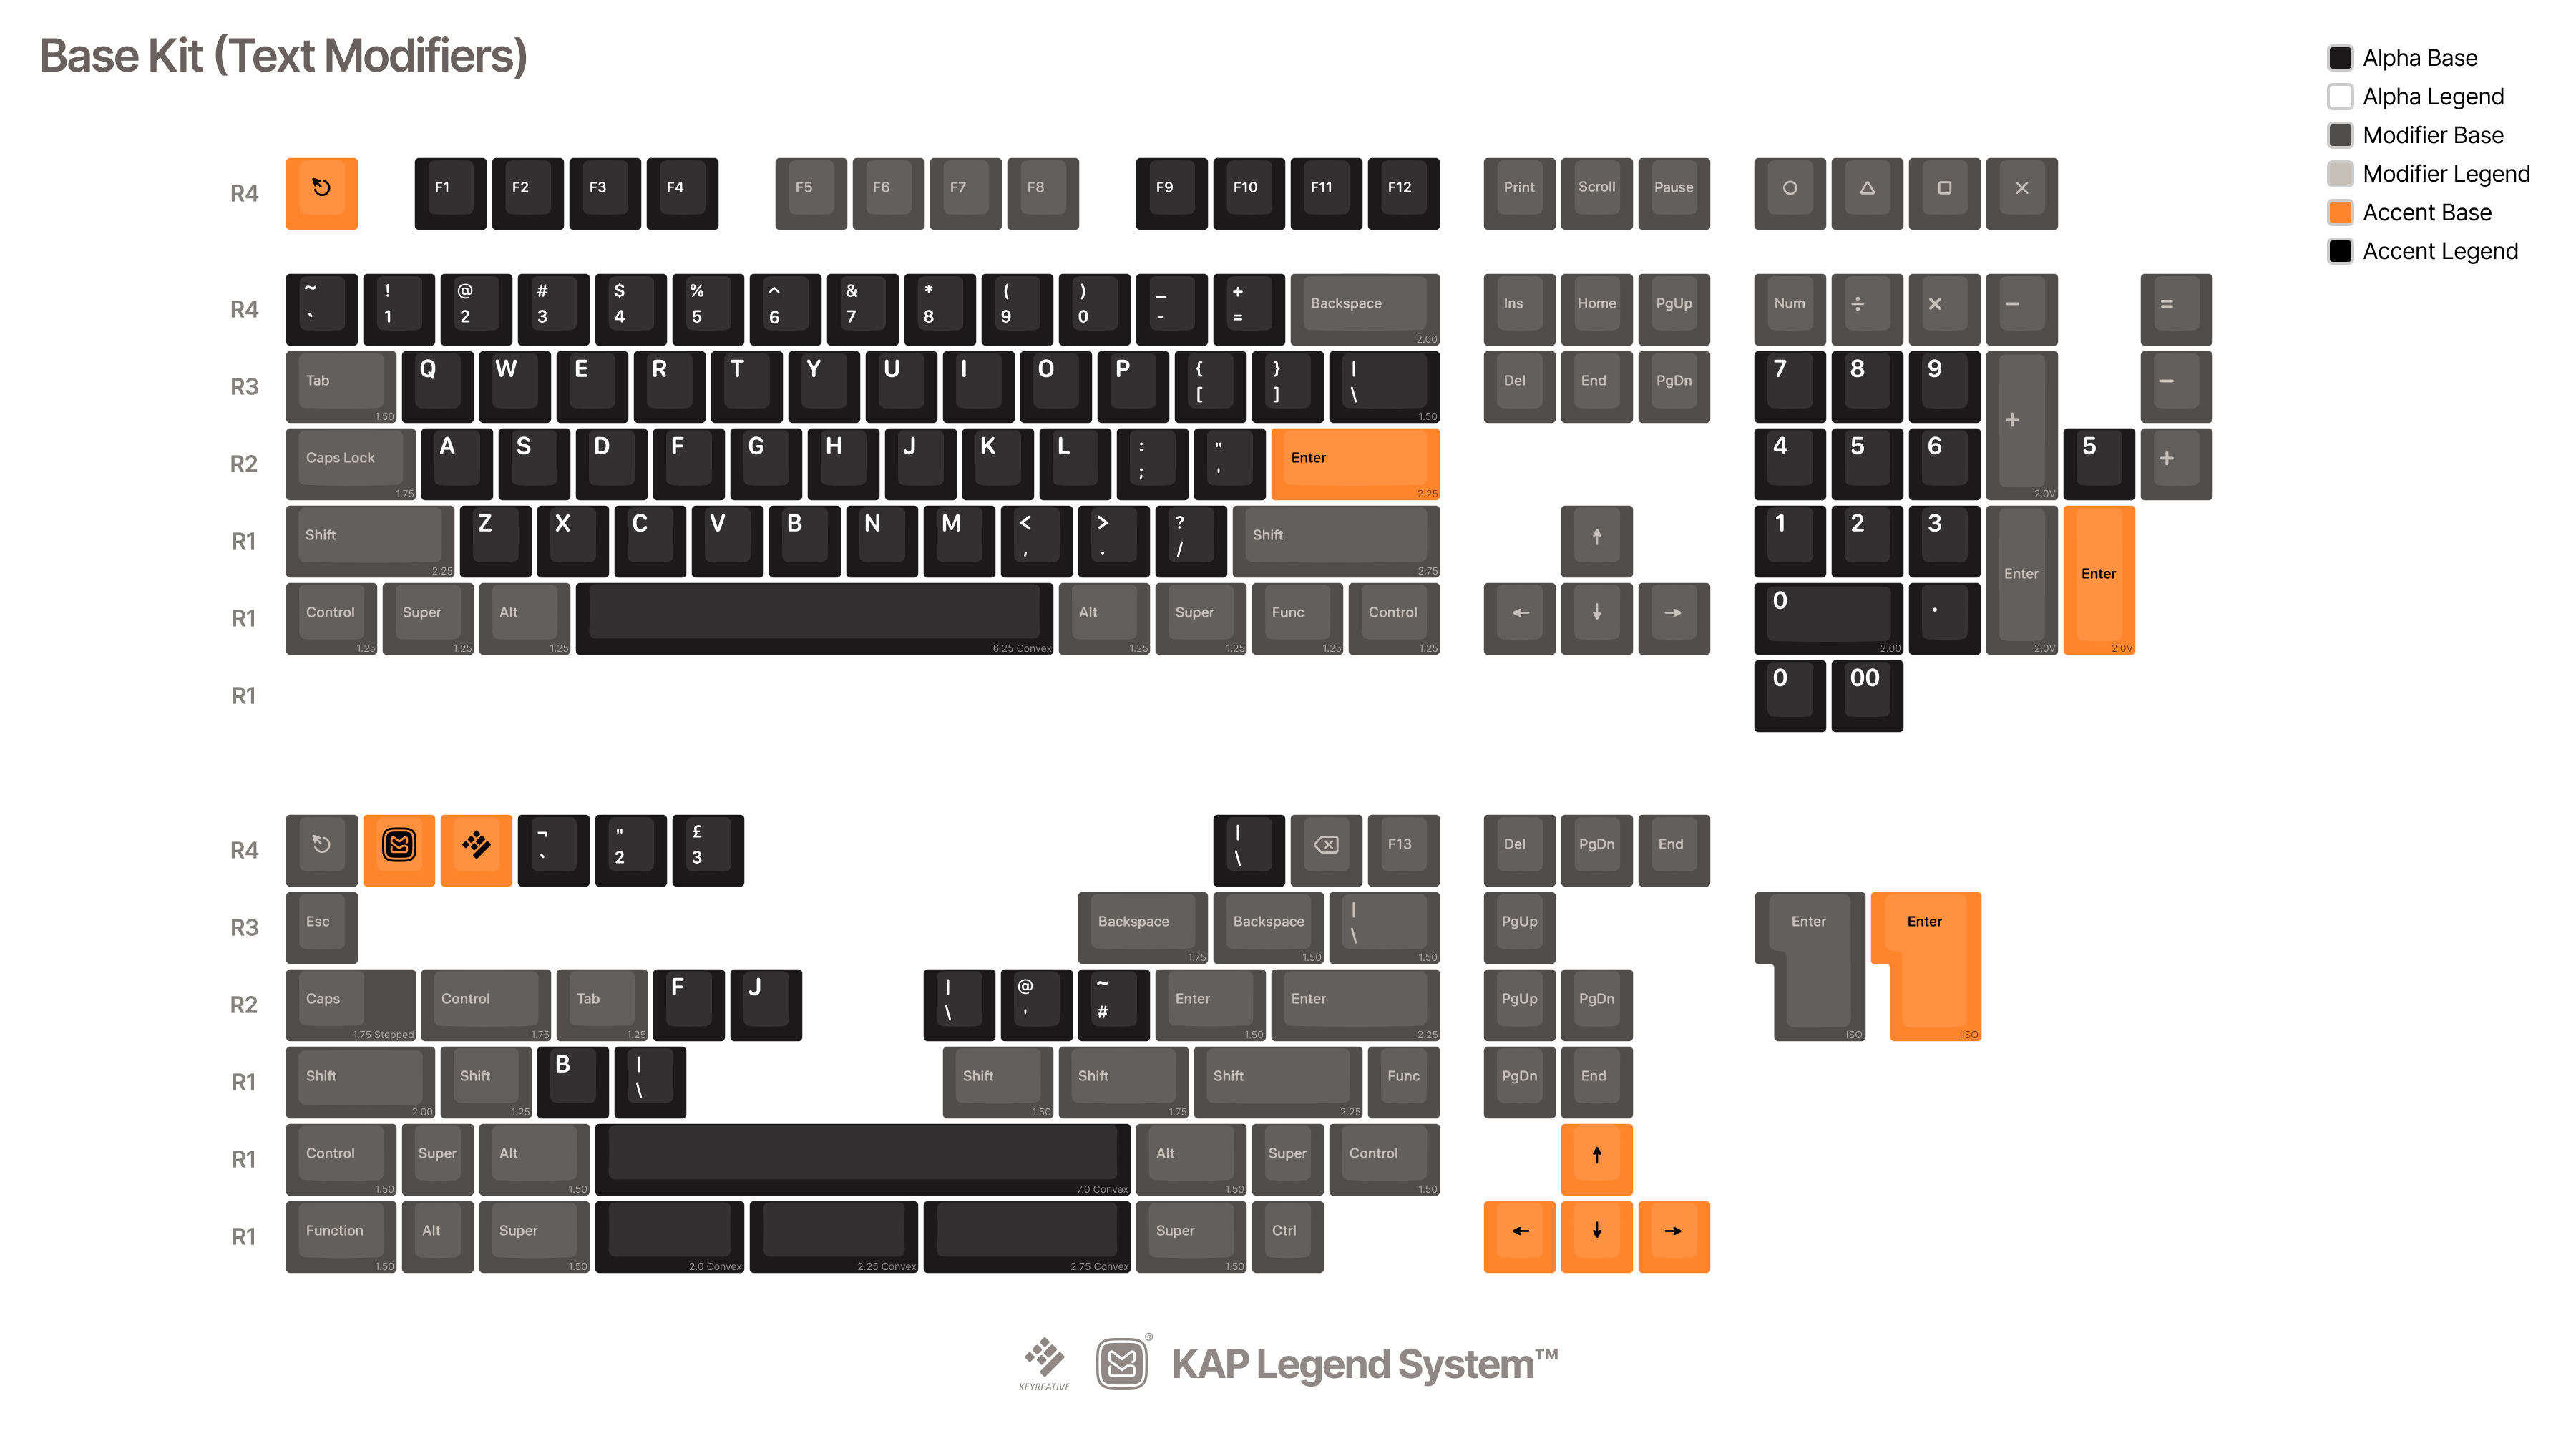 Base Kit (Text Modifiers)
Alpha Base
Alpha Legend
Modifier Base
Modifier Legend
Accent Base
Accent Legend
R4 F1 F2 F3 F4 F5 F6 F7 F8 F9 F10 F11 F12 Print Scroll Pause ○ △ □ ×
R4 ~ ` ! 1 @ 2 # 3 $ 4 % 5 ^ 6 & 7 * 8 ( 9 ) 0 _ - + = Backspace 2.00 Ins Home PgUp Num ÷ × − =
R3 Tab 1.50 Q W E R T Y U I O P { [ } ] | \ 1.50 Del End PgDn 7 8 9 + 2.0V −
R2 Caps Lock 1.75 A S D F G H J K L : ; " ' Enter 2.25 4 5 6 5 +
R1 Shift 2.25 Z X C V B N M < , > . ? / Shift 2.75 ↑ 1 2 3 Enter 2.0V Enter 2.0V
R1 Control 1.25 Super 1.25 Alt 1.25 6.25 Convex Alt 1.25 Super 1.25 Func 1.25 Control 1.25 ← ↓ → 0 2.00 .
R1 0 00
R4 ¬ ` " 2 £ 3 | \ F13 Del PgDn End
R3 Esc Backspace 1.75 Backspace 1.50 | \ 1.50 PgUp Enter ISO Enter ISO
R2 Caps 1.75 Stepped Control 1.75 Tab 1.25 F J | \ @ ' ~ # Enter 1.50 Enter 2.25 PgUp PgDn
R1 Shift 2.00 Shift 1.25 B | \ Shift 1.50 Shift 1.75 Shift 2.25 Func PgDn End
R1 Control 1.50 Super Alt 1.50 7.0 Convex Alt 1.50 Super Control 1.50 ↑
R1 Function 1.50 Alt Super 1.50 2.0 Convex 2.25 Convex 2.75 Convex Super 1.50 Ctrl ← ↓ →
KEYREATIVE ® KAP Legend System™